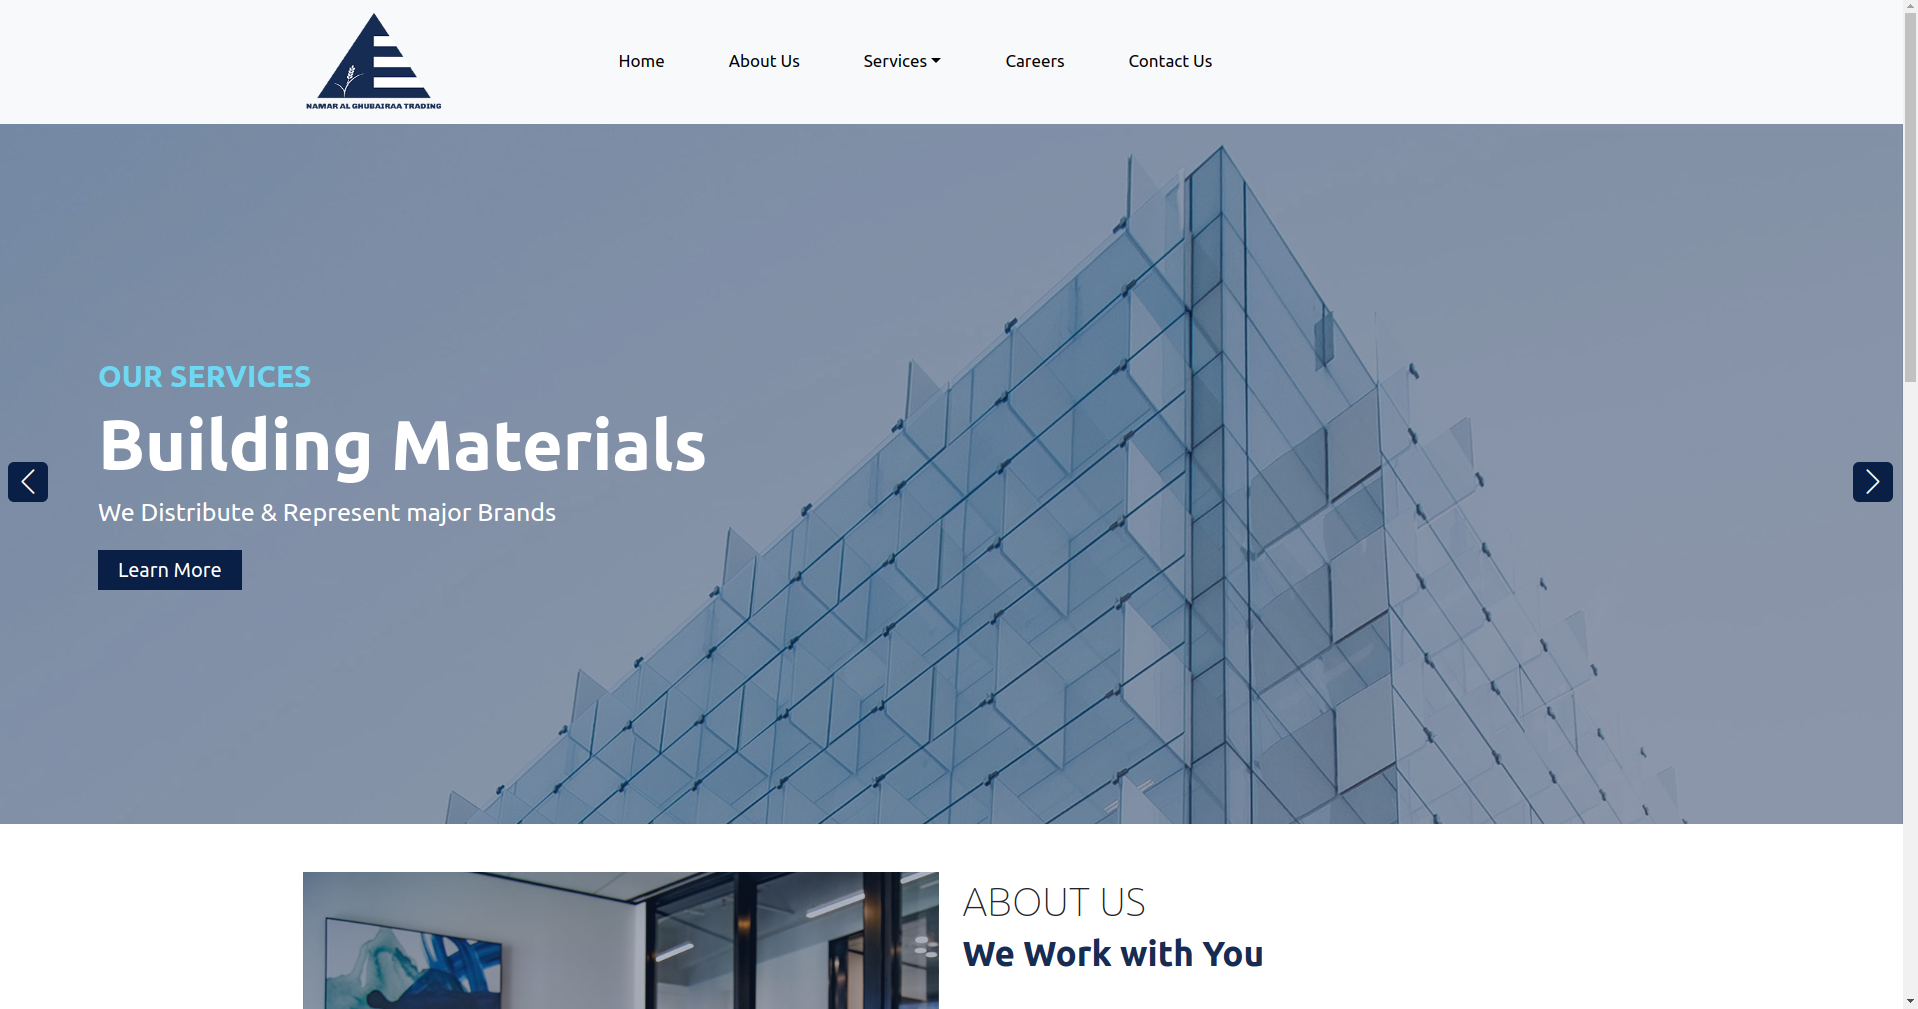 NAMAR AL GHUBAIRAA TRADING
Home
About Us
Services
Careers
Contact Us
OUR SERVICES
Building Materials
We Distribute & Represent major Brands
Learn More
ABOUT US
We Work with You